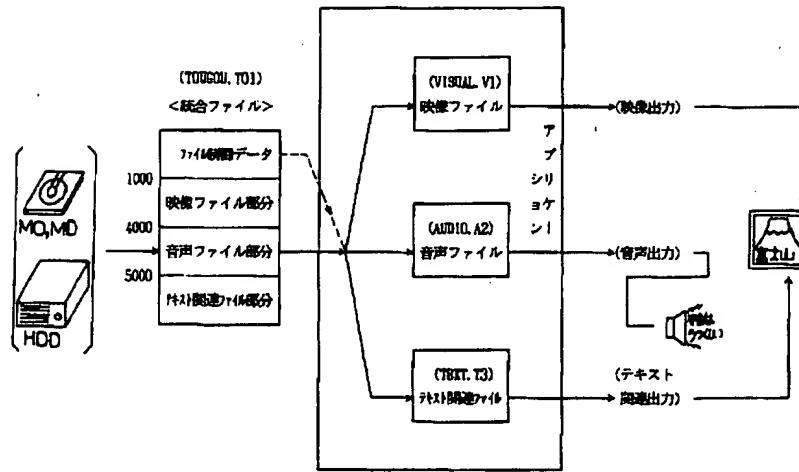 (TOUGOU.TO1)
<統合ファイル>
ファイル制御データ
1000
映像ファイル部分
4000
音声ファイル部分
5000
テキスト関連ファイル部分
MO,MD
HDD
(VISUAL.V1)
映像ファイル
(AUDIO.A2)
音声ファイル
(TEXT.T3)
テキスト関連ファイル
アプリケーション
(映像出力)
(音声出力)
(テキスト
関連出力)
富士山